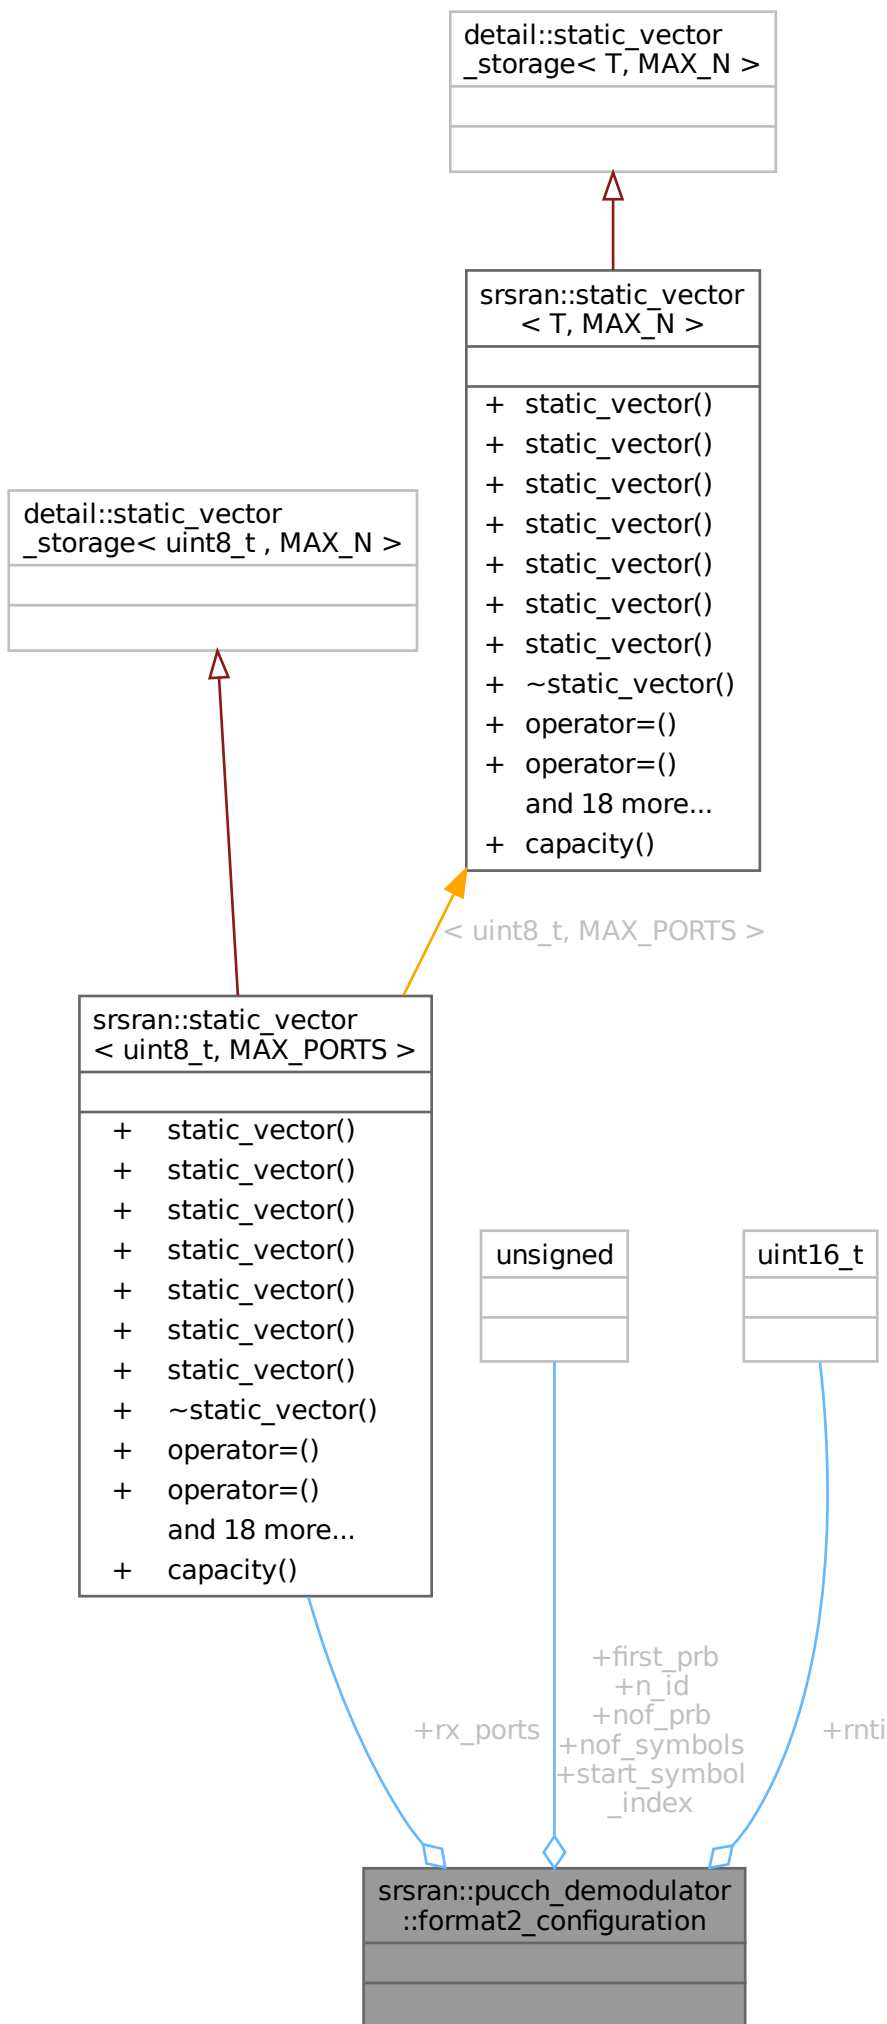 detail::static_vector
_storage< T, MAX_N >
srsran::static_vector
< T, MAX_N >
+ static_vector()
+ static_vector()
+ static_vector()
+ static_vector()
+ static_vector()
+ static_vector()
+ static_vector()
+ ~static_vector()
+ operator=()
+ operator=()
and 18 more...
+ capacity()
detail::static_vector
_storage< uint8_t , MAX_N >
< uint8_t, MAX_PORTS >
srsran::static_vector
< uint8_t, MAX_PORTS >
+ static_vector()
+ static_vector()
+ static_vector()
+ static_vector()
+ static_vector()
+ static_vector()
+ static_vector()
+ ~static_vector()
+ operator=()
+ operator=()
and 18 more...
+ capacity()
unsigned
uint16_t
+rx_ports
+first_prb
+n_id
+nof_prb
+nof_symbols
+start_symbol
_index
+rnti
srsran::pucch_demodulator
::format2_configuration